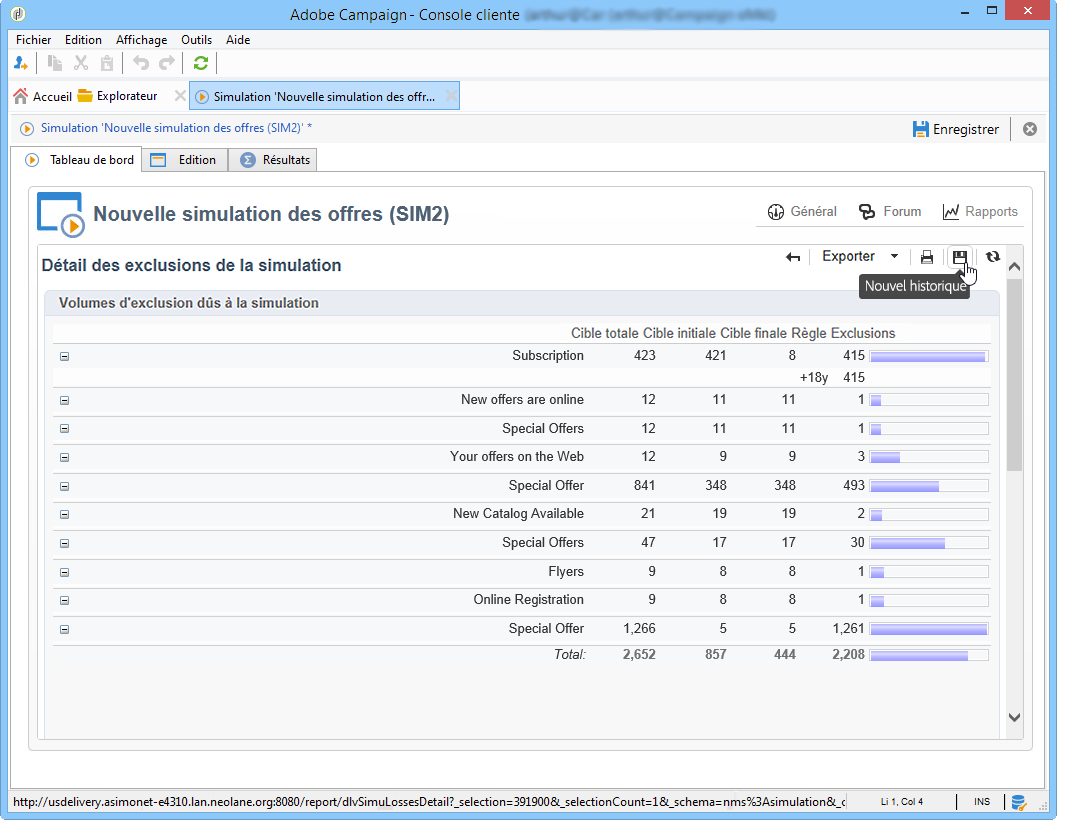 Adobe Campaign - Console cliente
Fichier Edition Affichage Outils Aide
Accueil Explorateur Simulation 'Nouvelle simulation des offr...
Simulation 'Nouvelle simulation des offres (SIM2)' * Enregistrer
Tableau de bord Edition Résultats
Nouvelle simulation des offres (SIM2) Général Forum Rapports
Exporter
Détail des exclusions de la simulation
Nouvel historique
Volumes d'exclusion dûs à la simulation
Cible totale Cible initiale Cible finale Règle Exclusions
Subscription 423 421 8 415
+18y 415
New offers are online 12 11 11 1
Special Offers 12 11 11 1
Your offers on the Web 12 9 9 3
Special Offer 841 348 348 493
New Catalog Available 21 19 19 2
Special Offers 47 17 17 30
Flyers 9 8 8 1
Online Registration 9 8 8 1
Special Offer 1,266 5 5 1,261
Total: 2,652 857 444 2,208
http://usdelivery.asimonet-e4310.lan.neolane.org:8080/report/dlvSimuLossesDetail?_selection=391900&_selectionCount=1&_schema=nms%3Asimulation&_c Li 1, Col 4 INS